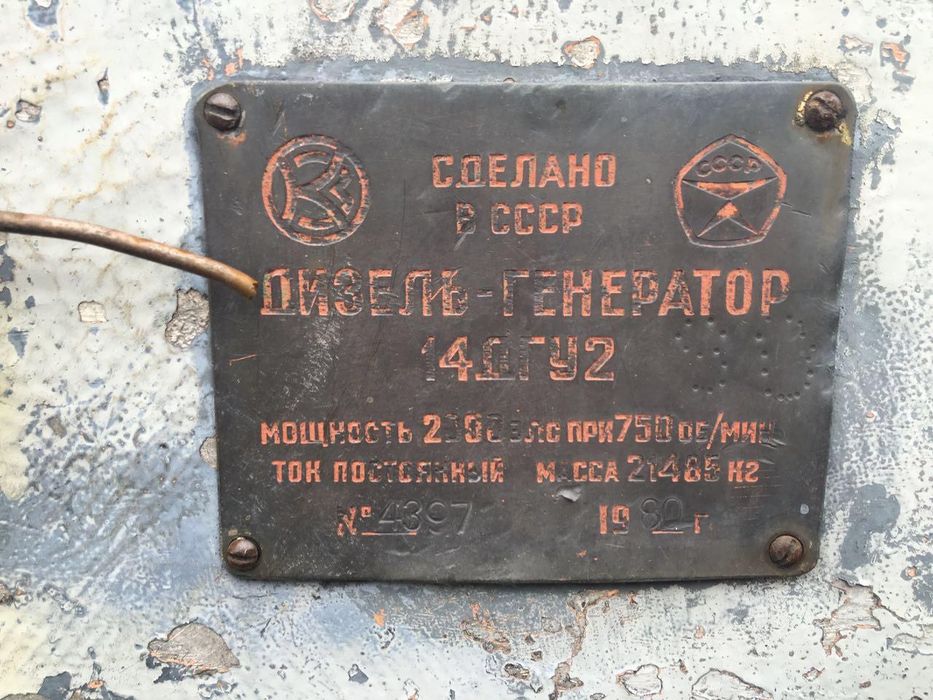 СССР
СДЕЛАНО
В СССР
ДИЗЕЛЬ-ГЕНЕРАТОР
14ДГУ2
МОЩНОСТЬ ЛС ПРИ 750 ОБ/МИН
ТОК ПОСТОЯННЫЙ МАССА 21485 КГ
№ 4397 1980 г